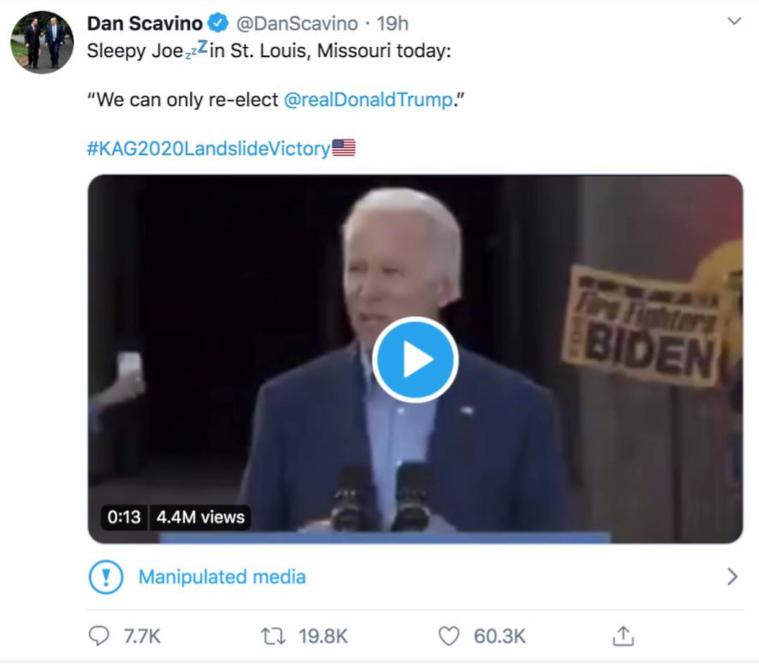 Dan Scavino @DanScavino · 19h
Sleepy Joe💤in St. Louis, Missouri today:
“We can only re-elect @realDonaldTrump.”
#KAG2020LandslideVictory🇺🇸
Fire Fighters
FOR
BIDEN
0:13 4.4M views
Manipulated media
7.7K 19.8K 60.3K